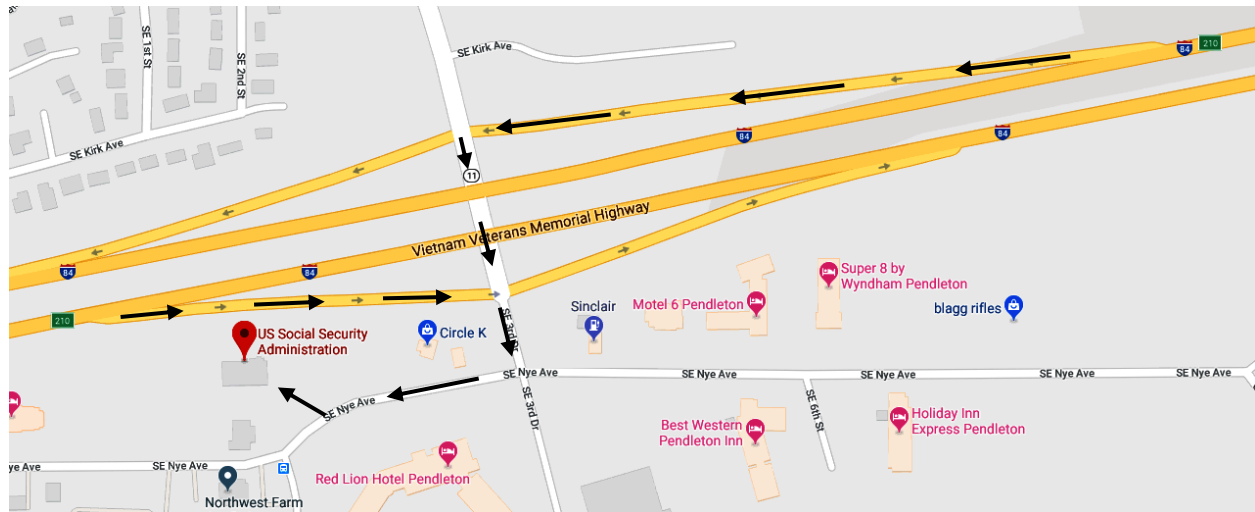 SE 1st St
SE 2nd St
SE Kirk Ave
SE Kirk Ave
84
210
84
84
11
Vietnam Veterans Memorial Highway
84
84
210
US Social Security
Administration
Circle K
SE 3rd Dr
Sinclair
Motel 6 Pendleton
Super 8 by
Wyndham Pendleton
blagg rifles
SE Nye Ave
SE Nye Ave
SE Nye Ave
SE Nye Ave
SE Nye Ave
SE Nye Ave
SE 3rd Dr
SE 6th St
Best Western
Pendleton Inn
Holiday Inn
Express Pendleton
ye Ave
SE Nye Ave
Red Lion Hotel Pendleton
Northwest Farm